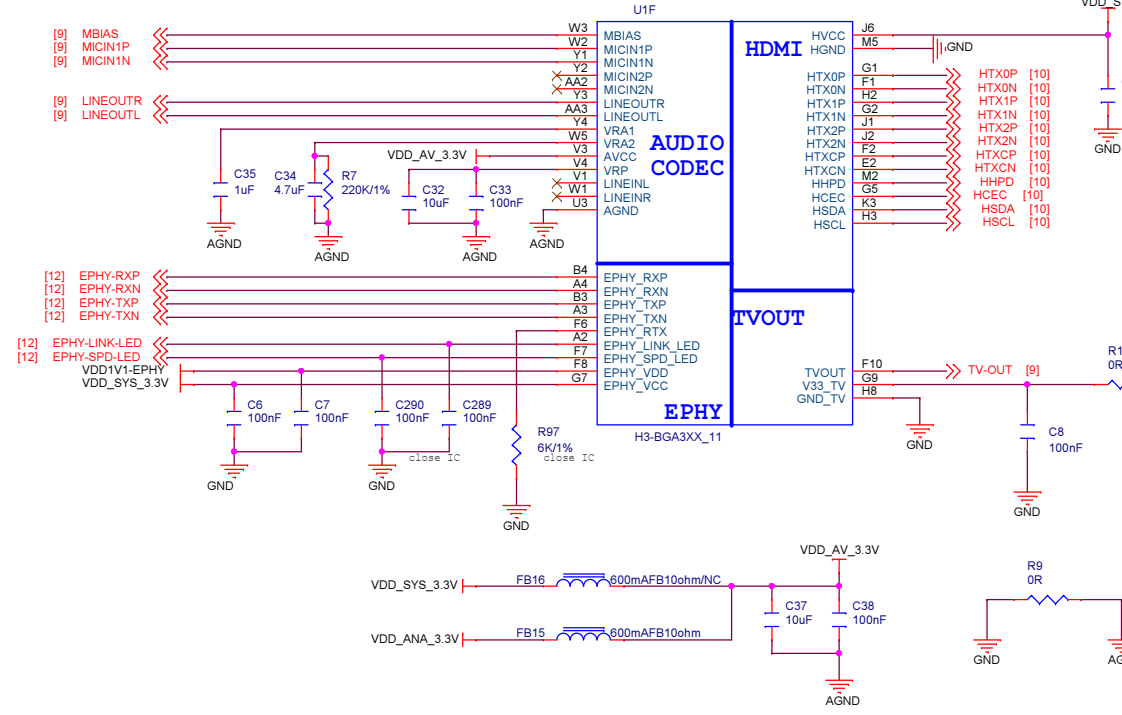 U1F
VDD_S
[9] MBIAS
[9] MICIN1P
[9] MICIN1N
[9] LINEOUTR
[9] LINEOUTL
W3 MBIAS
W2 MICIN1P
Y1 MICIN1N
Y2 MICIN2P
AA2 MICIN2N
Y3 LINEOUTR
AA3 LINEOUTL
Y4 VRA1
W5 VRA2
V3 AVCC
V4 VRP
V1 LINEINL
W1 LINEINR
U3 AGND
AUDIO
CODEC
HDMI
HVCC J6
HGND M5
GND
HTX0P G1 HTX0P [10]
HTX0N F1 HTX0N [10]
HTX1P H2 HTX1P [10]
HTX1N G2 HTX1N [10]
HTX2P J1 HTX2P [10]
HTX2N J2 HTX2N [10]
HTXCP F2 HTXCP [10]
HTXCN E2 HTXCN [10]
HHPD M2 HHPD [10]
HCEC G5 HCEC [10]
HSDA K3 HSDA [10]
HSCL H3 HSCL [10]
GND
VDD_AV_3.3V
C35
1uF
C34
4.7uF
R7
220K/1%
C32
10uF
C33
100nF
AGND
AGND
AGND
AGND
[12] EPHY-RXP
[12] EPHY-RXN
[12] EPHY-TXP
[12] EPHY-TXN
[12] EPHY-LINK-LED
[12] EPHY-SPD-LED
VDD1V1-EPHY
VDD_SYS_3.3V
B4 EPHY_RXP
A4 EPHY_RXN
B3 EPHY_TXP
A3 EPHY_TXN
F6 EPHY_RTX
A2 EPHY_LINK_LED
F7 EPHY_SPD_LED
F8 EPHY_VDD
G7 EPHY_VCC
EPHY
TVOUT
TVOUT F10 TV-OUT [9]
V33_TV G9
GND_TV H8
R1
0R
H3-BGA3XX_11
C6
100nF
C7
100nF
C290
100nF
C289
100nF
close IC
R97
6K/1%
close IC
GND
GND
GND
GND
C8
100nF
GND
VDD_AV_3.3V
VDD_SYS_3.3V
FB16
600mAFB10ohm/NC
VDD_ANA_3.3V
FB15
600mAFB10ohm
C37
10uF
C38
100nF
AGND
R9
0R
GND
AG